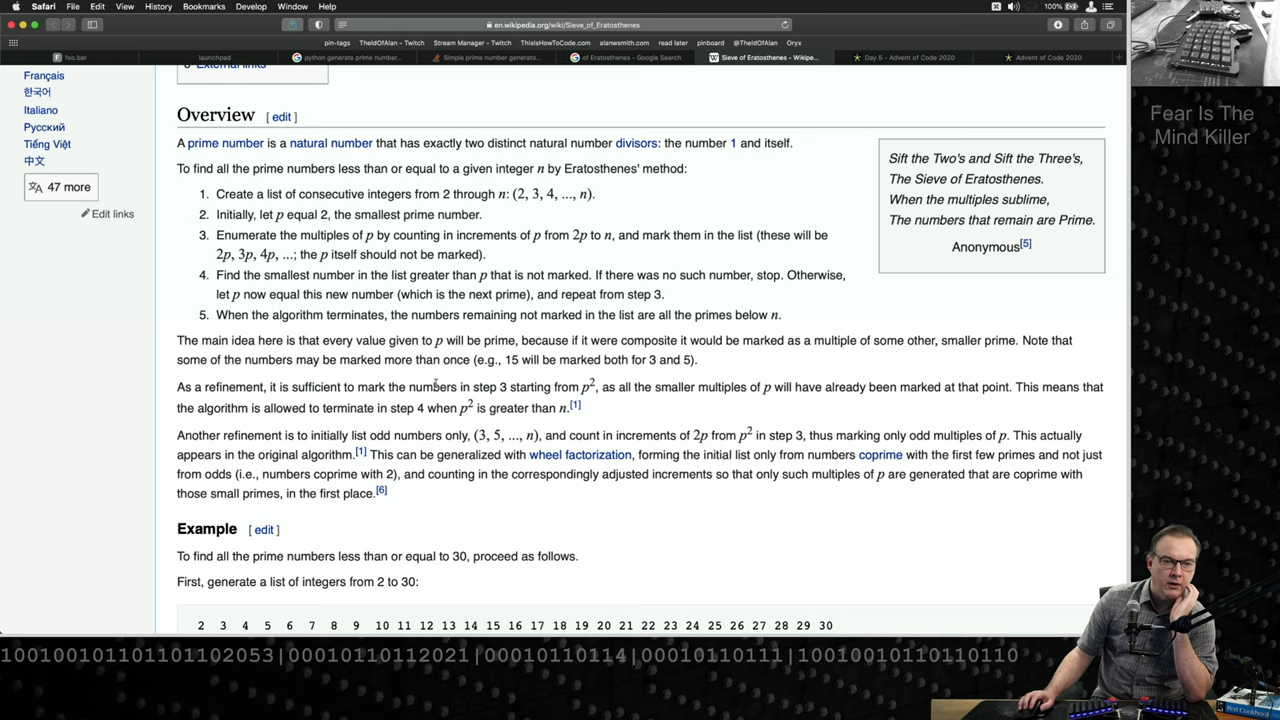 Safari File Edit View History Bookmarks Develop Window Help 100%
en.wikipedia.org/wiki/Sieve_of_Eratosthenes
pin-tags TheIdOfAlan - Twitch Stream Manager - Twitch ThisIsHowToCode.com alanwsmith.com read later pinboard @TheIdOfAlan Oryx
foo.bar launchpad python generate prime number... Simple prime number generato... of Eratosthenes - Google Search Sieve of Eratosthenes - Wikipe... Day 5 - Advent of Code 2020 Advent of Code 2020
External links
Français
한국어
Italiano
Русский
Tiếng Việt
中文
47 more
Edit links
Overview [ edit ]
A prime number is a natural number that has exactly two distinct natural number divisors: the number 1 and itself.
To find all the prime numbers less than or equal to a given integer n by Eratosthenes' method:
1. Create a list of consecutive integers from 2 through n: (2, 3, 4, ..., n).
2. Initially, let p equal 2, the smallest prime number.
3. Enumerate the multiples of p by counting in increments of p from 2p to n, and mark them in the list (these will be
2p, 3p, 4p, ...; the p itself should not be marked).
4. Find the smallest number in the list greater than p that is not marked. If there was no such number, stop. Otherwise,
let p now equal this new number (which is the next prime), and repeat from step 3.
5. When the algorithm terminates, the numbers remaining not marked in the list are all the primes below n.
Sift the Two's and Sift the Three's,
The Sieve of Eratosthenes.
When the multiples sublime,
The numbers that remain are Prime.
Anonymous[5]
The main idea here is that every value given to p will be prime, because if it were composite it would be marked as a multiple of some other, smaller prime. Note that
some of the numbers may be marked more than once (e.g., 15 will be marked both for 3 and 5).
As a refinement, it is sufficient to mark the numbers in step 3 starting from p², as all the smaller multiples of p will have already been marked at that point. This means that
the algorithm is allowed to terminate in step 4 when p² is greater than n.[1]
Another refinement is to initially list odd numbers only, (3, 5, ..., n), and count in increments of 2p from p² in step 3, thus marking only odd multiples of p. This actually
appears in the original algorithm.[1] This can be generalized with wheel factorization, forming the initial list only from numbers coprime with the first few primes and not just
from odds (i.e., numbers coprime with 2), and counting in the correspondingly adjusted increments so that only such multiples of p are generated that are coprime with
those small primes, in the first place.[6]
Example [ edit ]
To find all the prime numbers less than or equal to 30, proceed as follows.
First, generate a list of integers from 2 to 30:
2 3 4 5 6 7 8 9 10 11 12 13 14 15 16 17 18 19 20 21 22 23 24 25 26 27 28 29 30
Fear Is The
Mind Killer
100100101101101102053|000101101112021|00010110114|00010110111|100100101101110110
Perl Cookbook